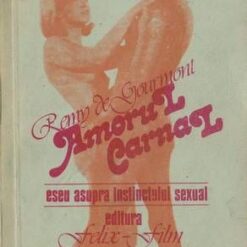 Remy de Gourmont
Amorul
Carnal
eseu asupra instinctului sexual
editura
Felix-Film